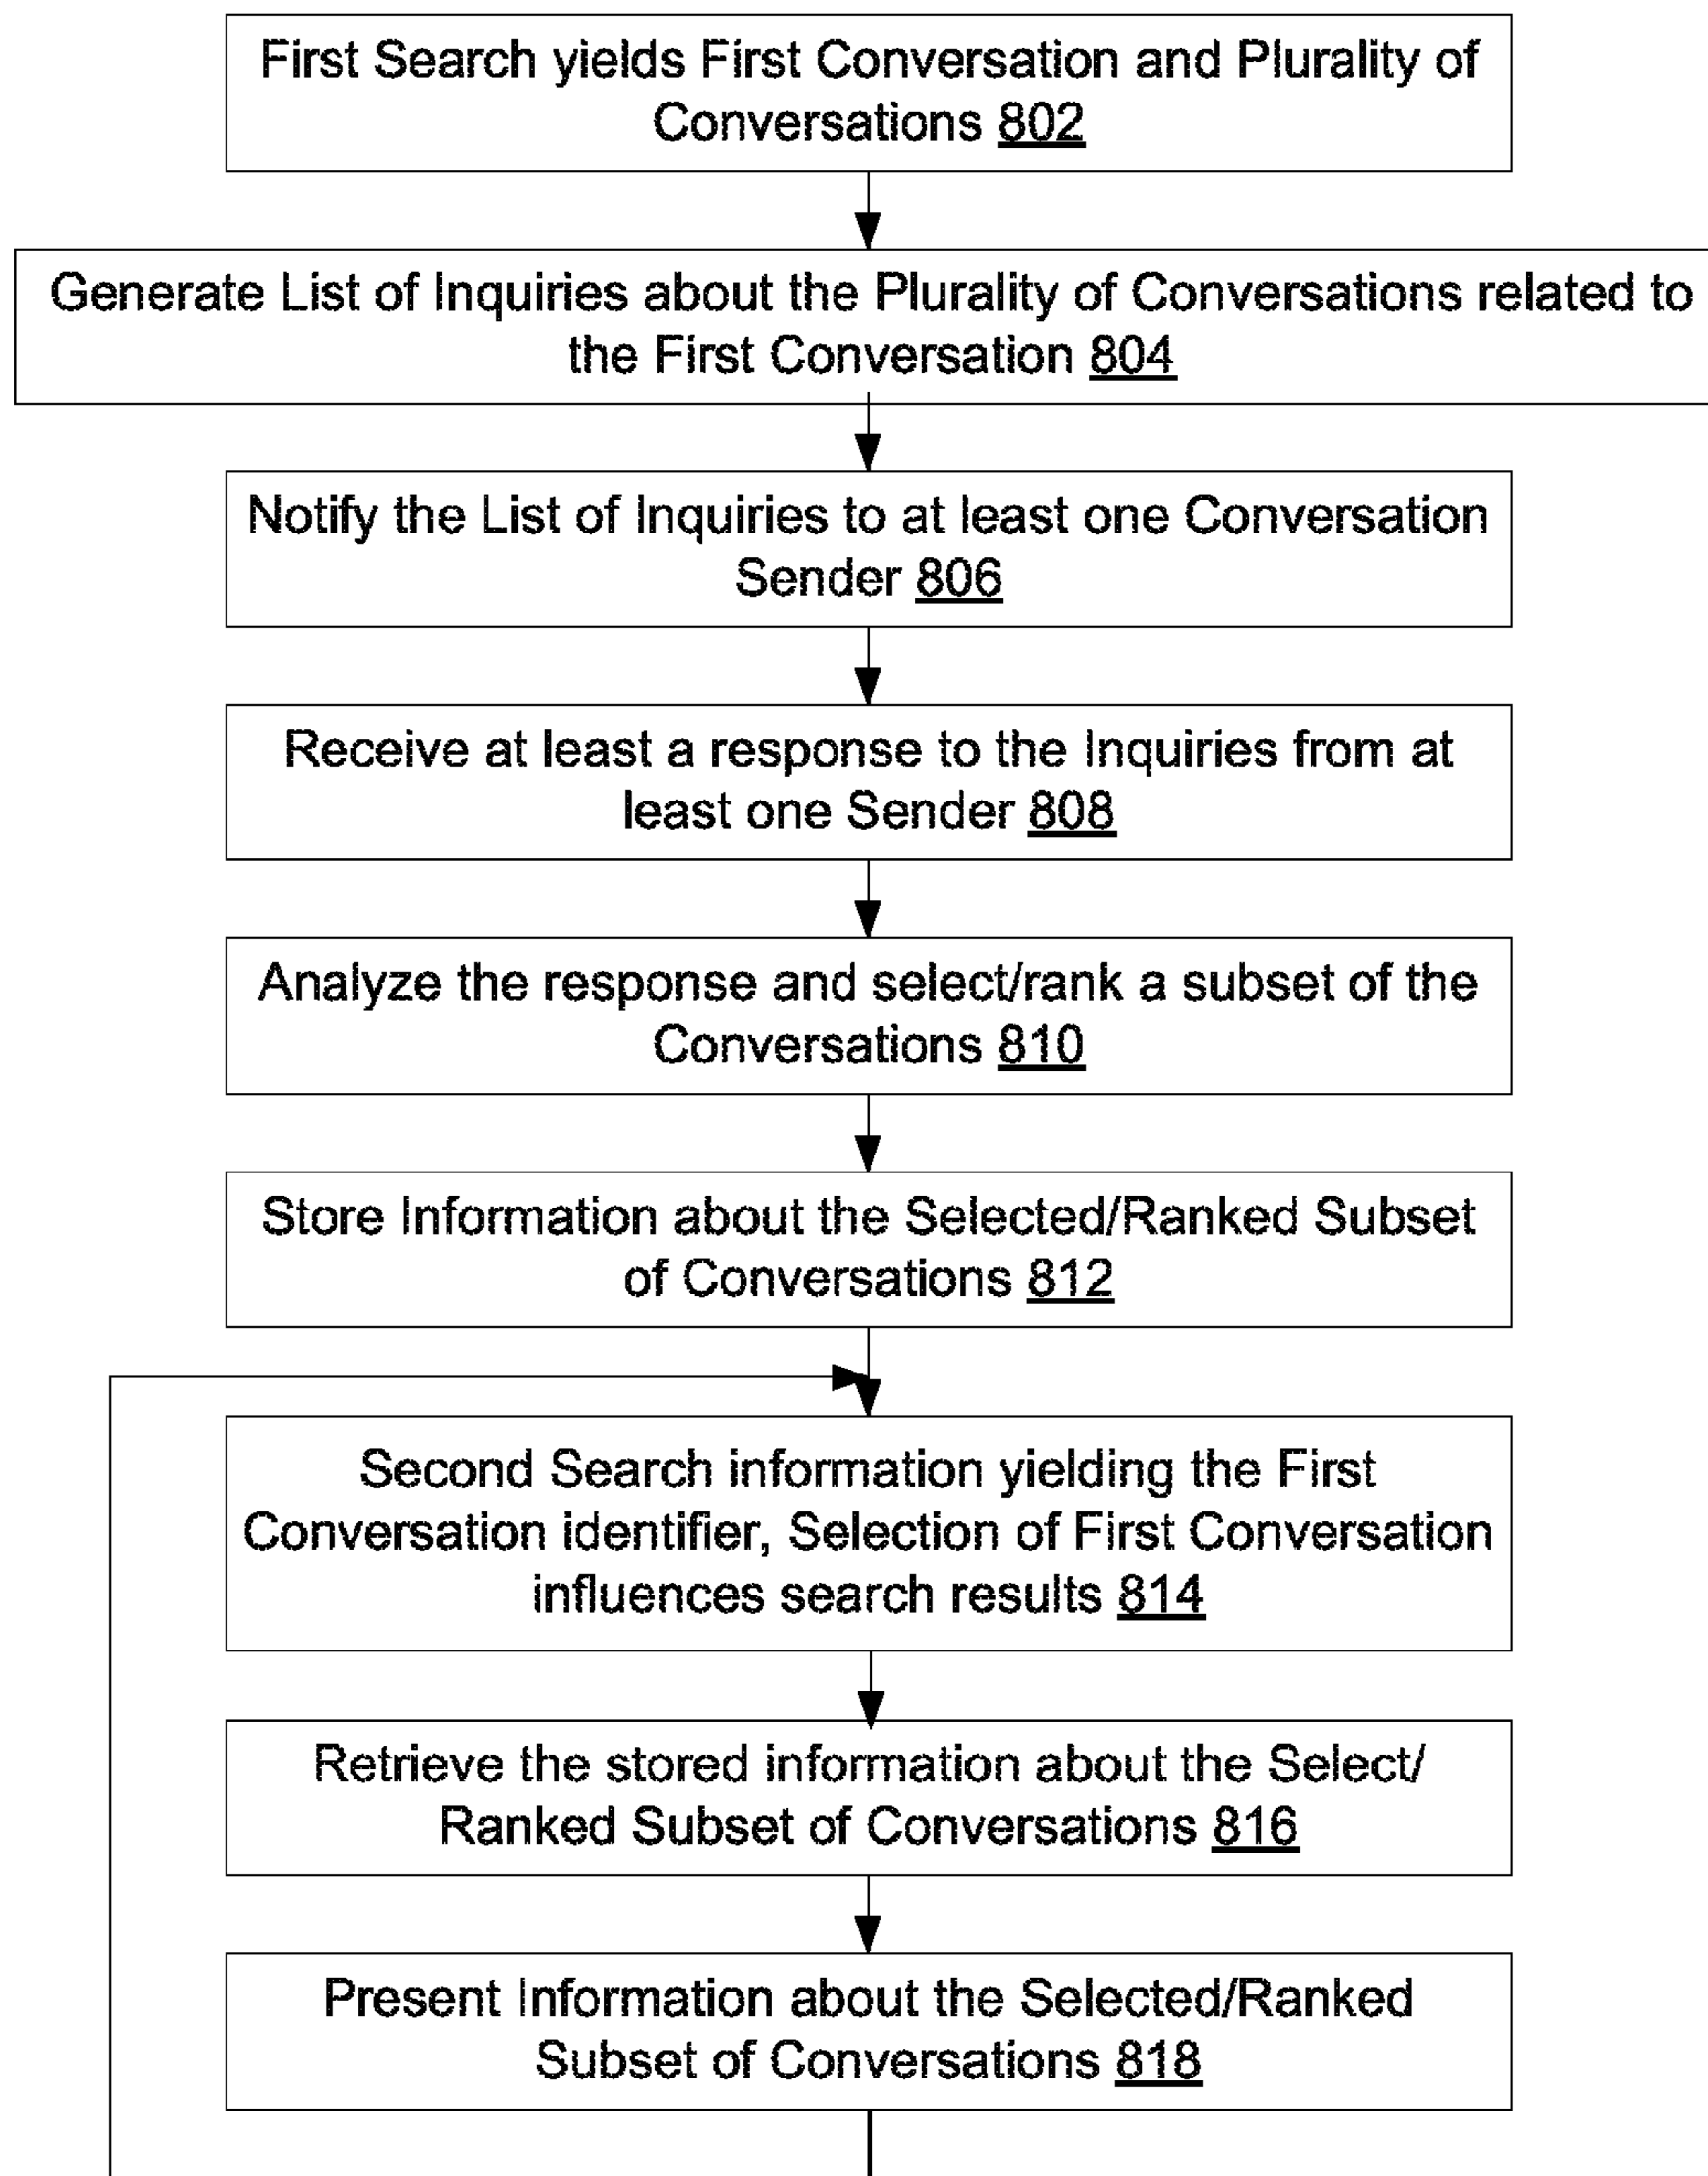 First Search yields First Conversation and Plurality of
Conversations 802
Generate List of Inquiries about the Plurality of Conversations related to
the First Conversation 804
Notify the List of Inquiries to at least one Conversation
Sender 806
Receive at least a response to the Inquiries from at
least one Sender 808
Analyze the response and select/rank a subset of the
Conversations 810
Store Information about the Selected/Ranked Subset
of Conversations 812
Second Search information yielding the First
Conversation identifier, Selection of First Conversation
influences search results 814
Retrieve the stored information about the Select/
Ranked Subset of Conversations 816
Present Information about the Selected/Ranked
Subset of Conversations 818